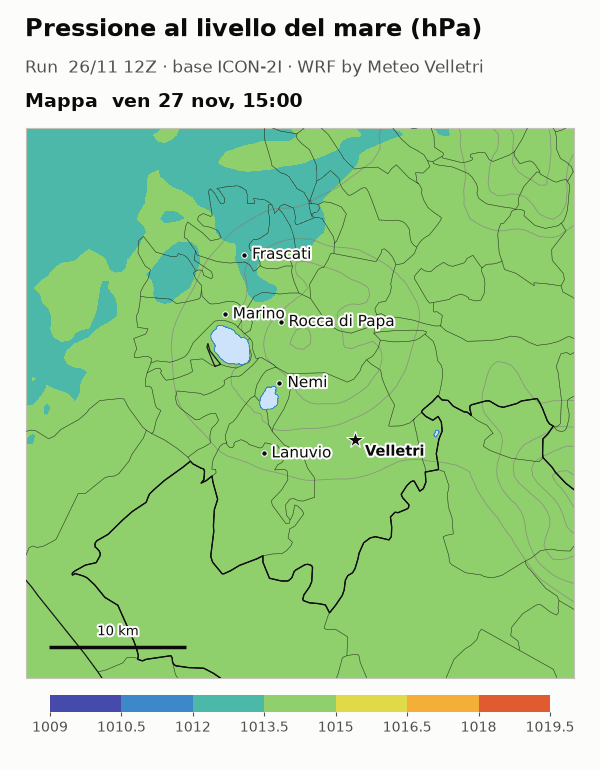 Pressione al livello del mare (hPa)
Run  26/11 12Z · base ICON-2I · WRF by Meteo Velletri
Mappa  ven 27 nov, 15:00
Frascati
Marino
Rocca di Papa
Nemi
Velletri
Lanuvio
10 km
1009 1010.5 1012 1013.5 1015 1016.5 1018 1019.5